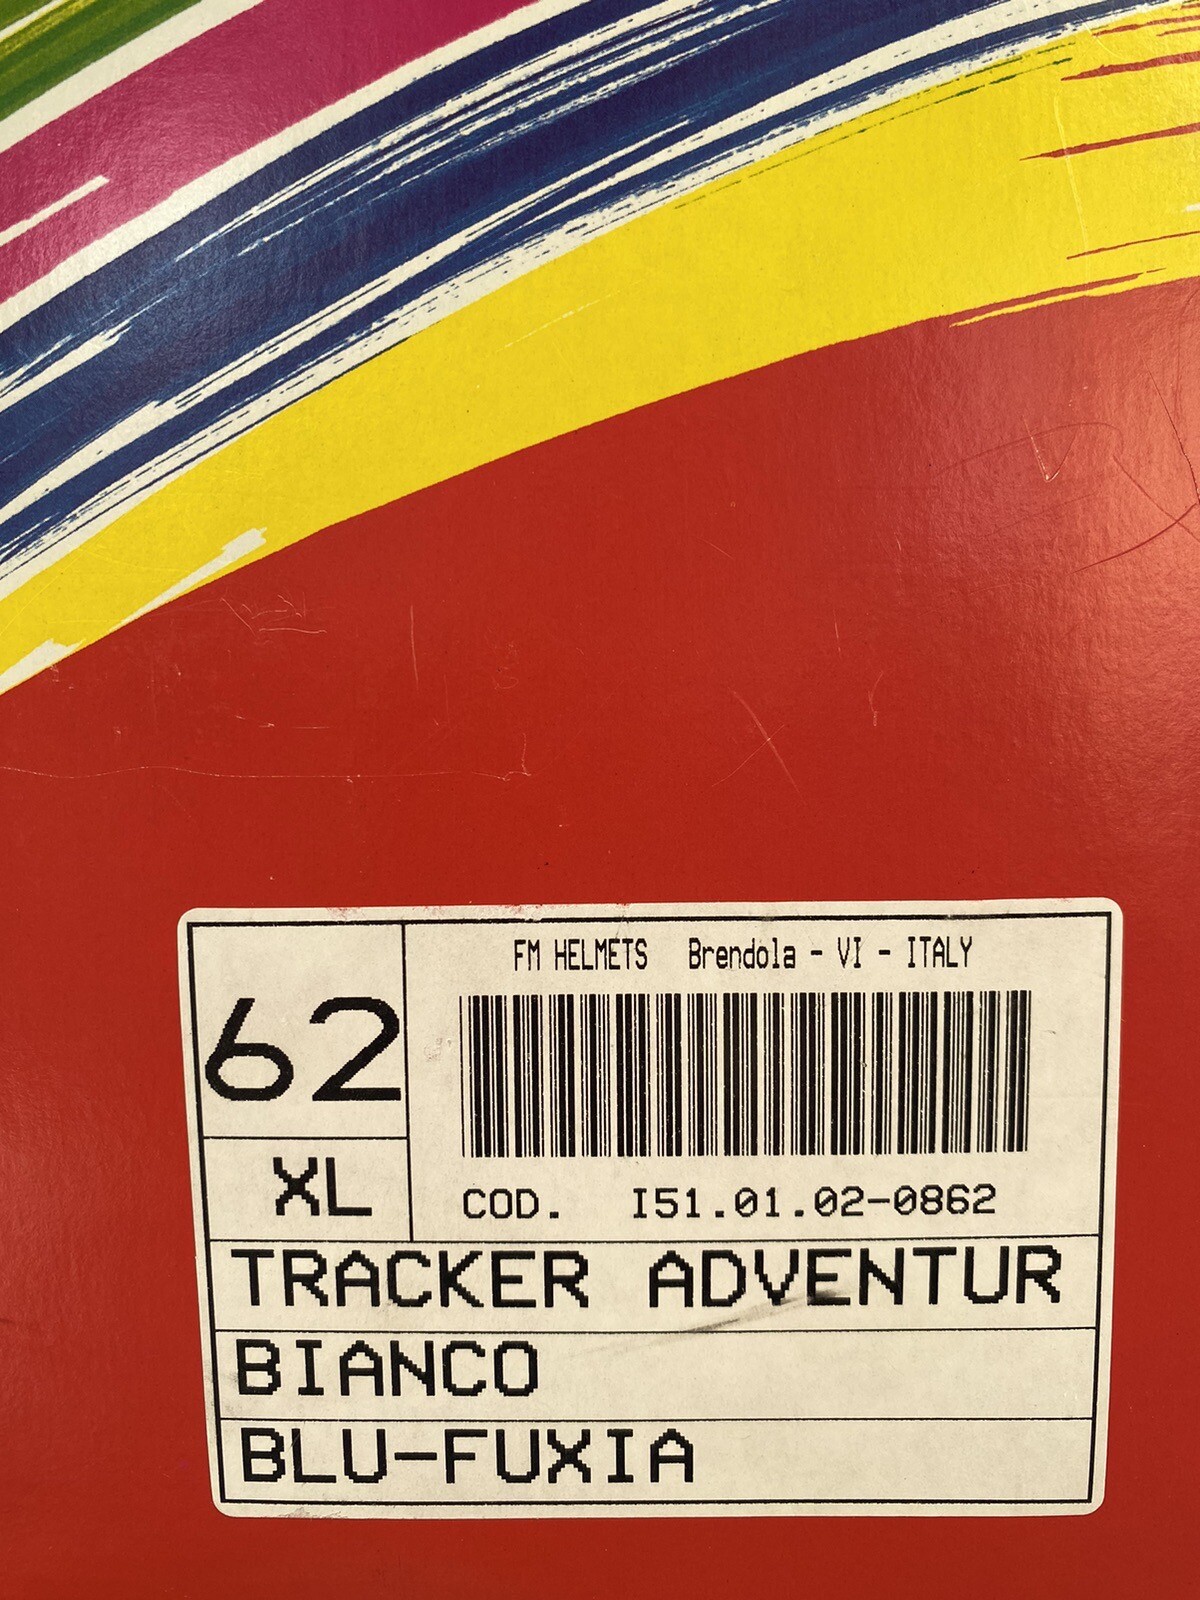 FM HELMETS Brendola - VI - ITALY
62
XL
COD. I51.01.02-0862
TRACKER ADVENTUR
BIANCO
BLU-FUXIA